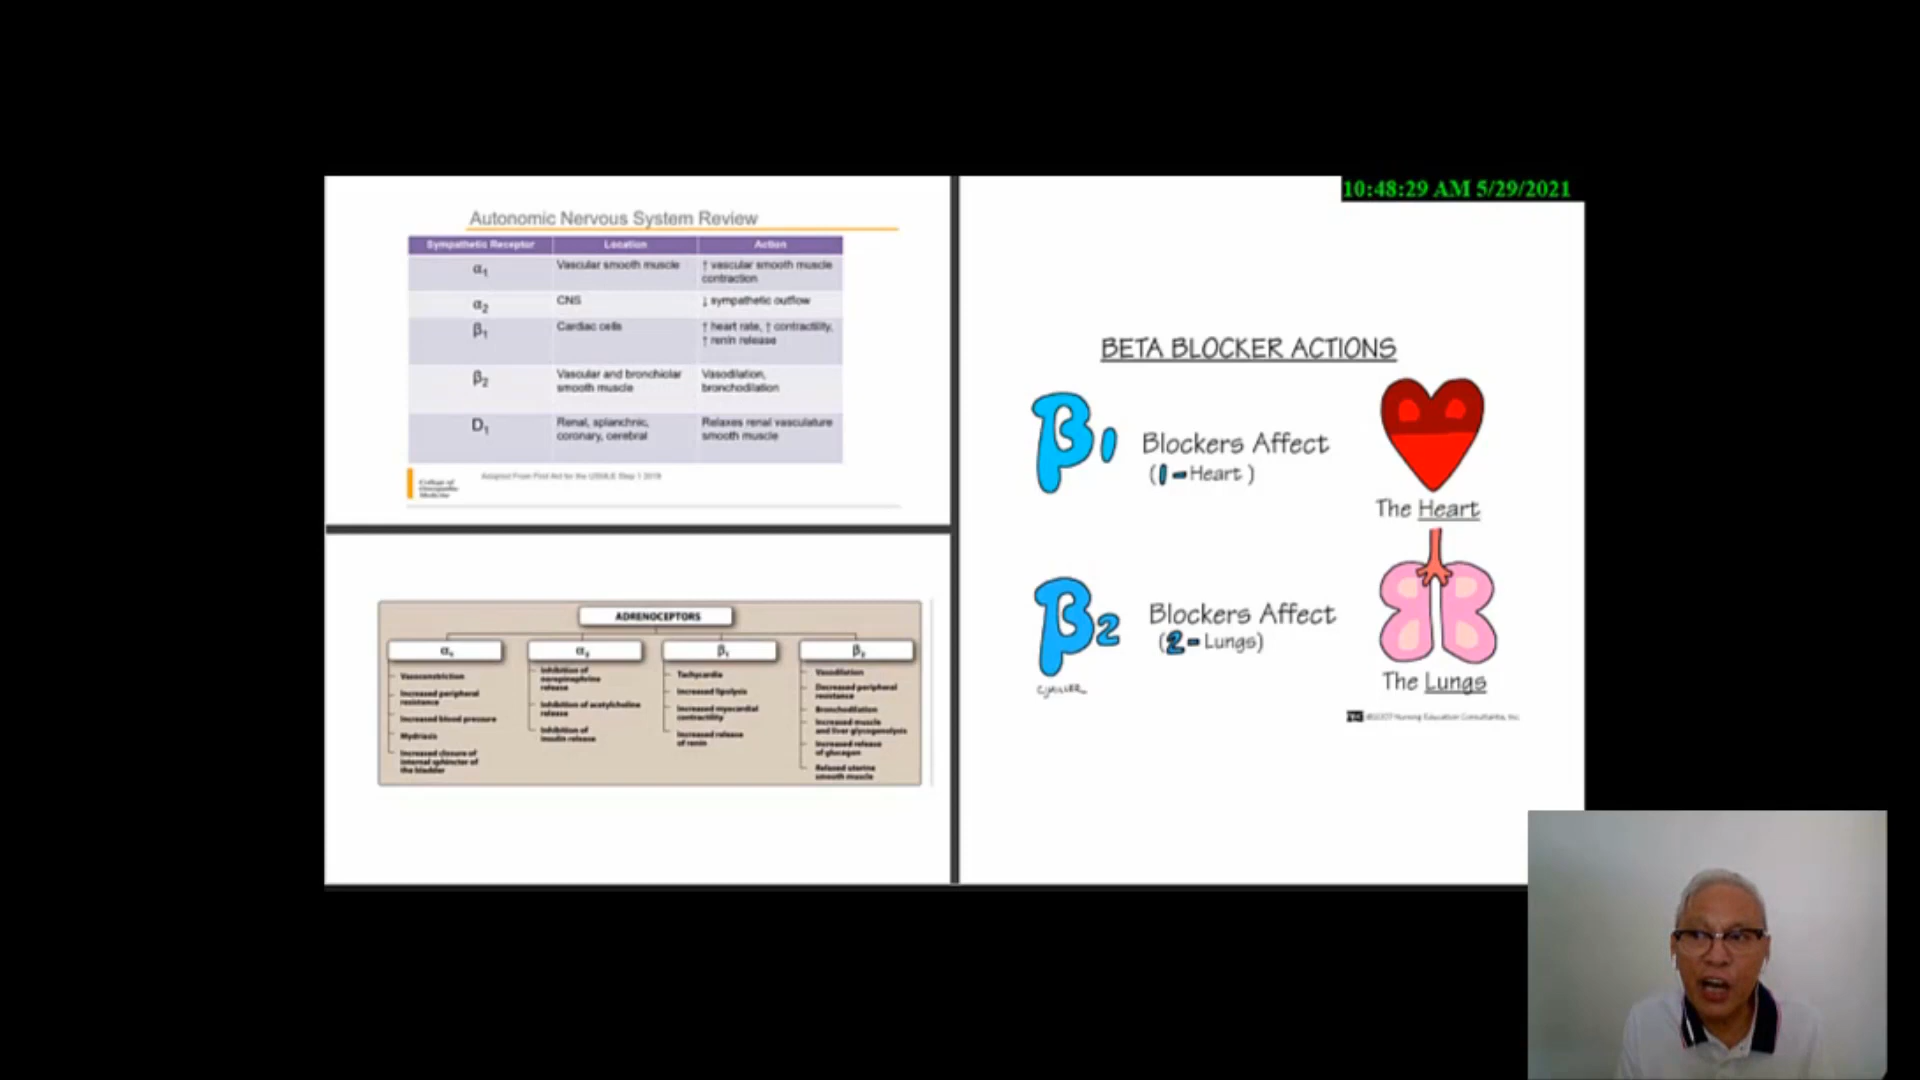 10:48:29 AM 5/29/2021
Autonomic Nervous System Review
Sympathetic Receptor Location Action
α1 Vascular smooth muscle ↑ vascular smooth muscle
contraction
α2 CNS ↓ sympathetic outflow
β1 Cardiac cells ↑ heart rate, ↑ contractility,
↑ renin release
β2 Vascular and bronchiolar Vasodilation,
smooth muscle bronchodilation
D1 Renal, splanchnic, Relaxes renal vasculature
coronary, cerebral smooth muscle
College of
Osteopathic
Medicine
Adapted From First Aid for the USMLE Step 1 2019
ADRENOCEPTORS
α1
Vasoconstriction
Increased peripheral
resistance
Increased blood pressure
Mydriasis
Increased closure of
internal sphincter of
the bladder
α2
Inhibition of
norepinephrine
release
Inhibition of acetylcholine
release
Inhibition of
insulin release
β1
Tachycardia
Increased lipolysis
Increased myocardial
contractility
Increased release
of renin
β2
Vasodilation
Decreased peripheral
resistance
Bronchodilation
Increased muscle
and liver glycogenolysis
Increased release
of glucagon
Relaxed uterine
smooth muscle
BETA BLOCKER ACTIONS
β1 Blockers Affect
(1 = Heart)
The Heart
β2 Blockers Affect
(2 = Lungs)
The Lungs
CJMILLER
©2007 Nursing Education Consultants, Inc.